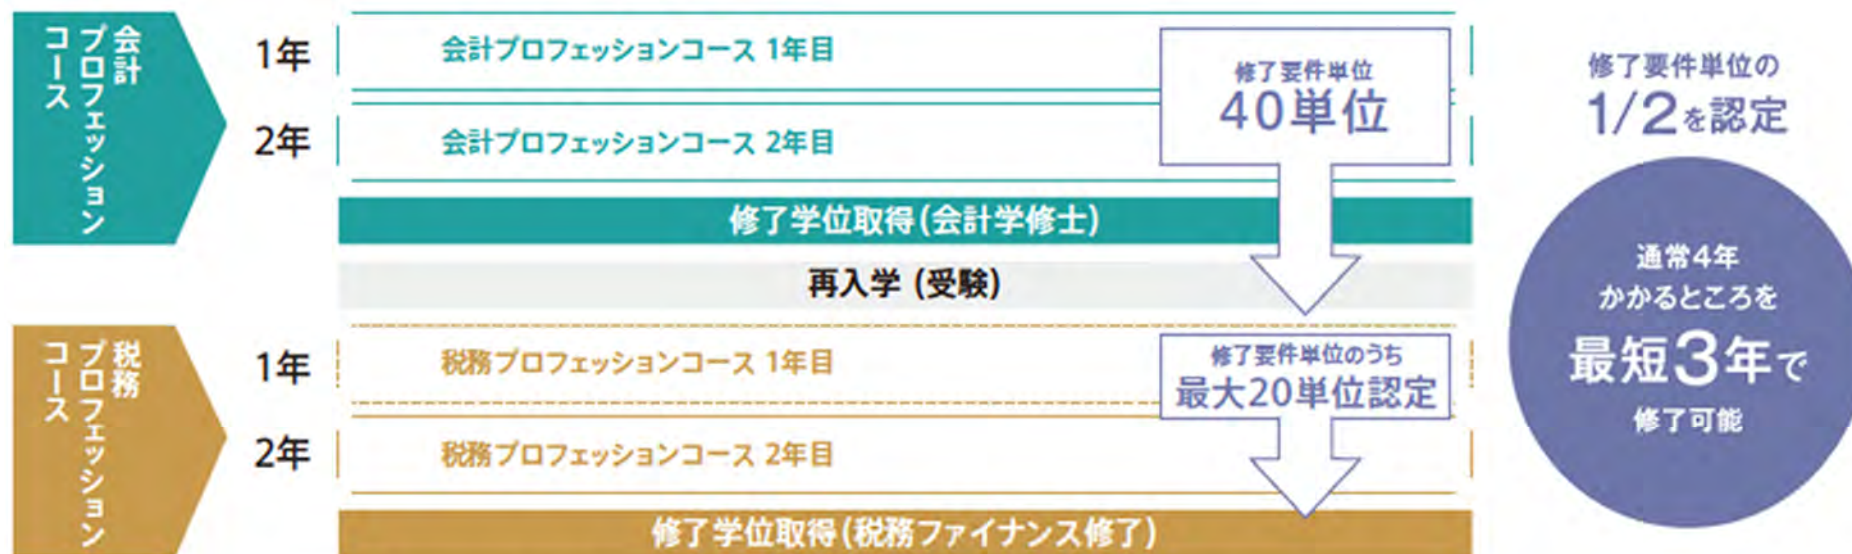 会計
プロフェッション
コース
1年
会計プロフェッションコース 1年目
2年
会計プロフェッションコース 2年目
修了要件単位
40単位
修了学位取得(会計学修士)
再入学 (受験)
税務
プロフェッション
コース
1年
税務プロフェッションコース 1年目
2年
税務プロフェッションコース 2年目
修了要件単位のうち
最大20単位認定
修了学位取得(税務ファイナンス修了)
修了要件単位の
1/2を認定
通常4年
かかるところを
最短3年で
修了可能